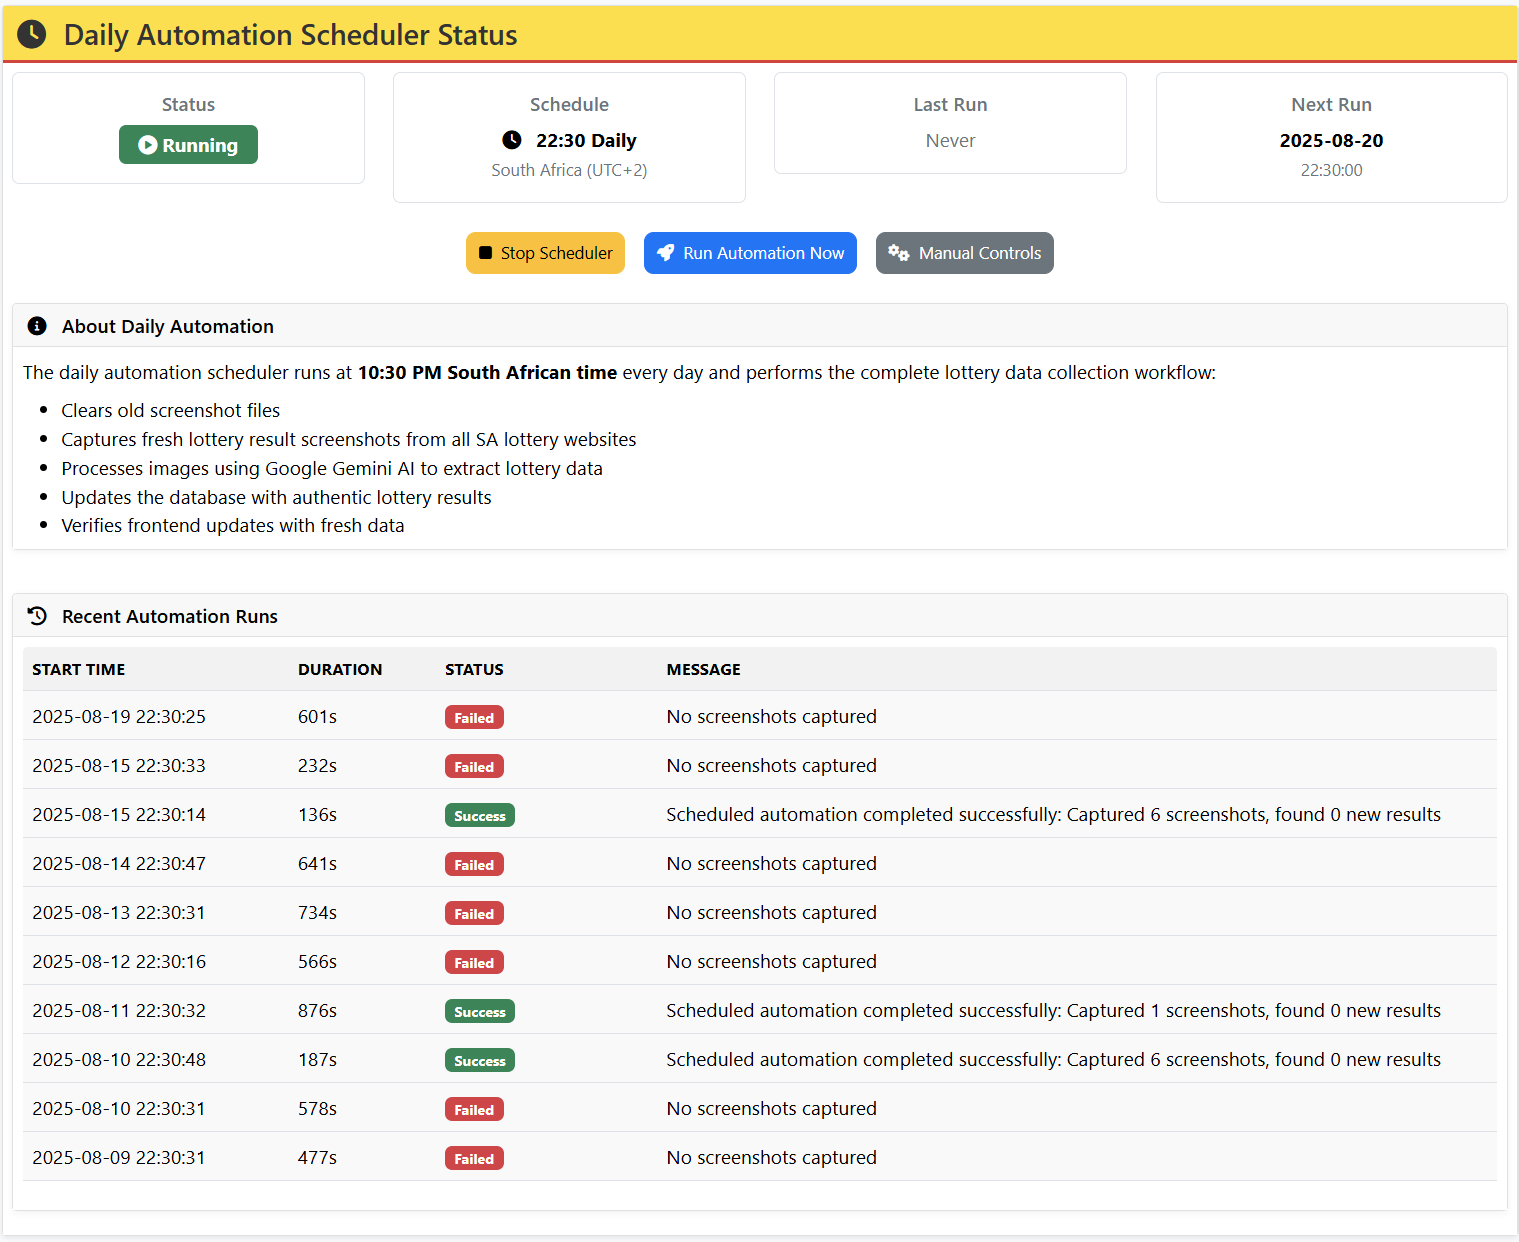 Daily Automation Scheduler Status
Status
Running
Schedule
22:30 Daily
South Africa (UTC+2)
Last Run
Never
Next Run
2025-08-20
22:30:00
Stop Scheduler
Run Automation Now
Manual Controls
About Daily Automation
The daily automation scheduler runs at 10:30 PM South African time every day and performs the complete lottery data collection workflow:
Clears old screenshot files
Captures fresh lottery result screenshots from all SA lottery websites
Processes images using Google Gemini AI to extract lottery data
Updates the database with authentic lottery results
Verifies frontend updates with fresh data
Recent Automation Runs
START TIME DURATION STATUS MESSAGE
2025-08-19 22:30:25 601s Failed No screenshots captured
2025-08-15 22:30:33 232s Failed No screenshots captured
2025-08-15 22:30:14 136s Success Scheduled automation completed successfully: Captured 6 screenshots, found 0 new results
2025-08-14 22:30:47 641s Failed No screenshots captured
2025-08-13 22:30:31 734s Failed No screenshots captured
2025-08-12 22:30:16 566s Failed No screenshots captured
2025-08-11 22:30:32 876s Success Scheduled automation completed successfully: Captured 1 screenshots, found 0 new results
2025-08-10 22:30:48 187s Success Scheduled automation completed successfully: Captured 6 screenshots, found 0 new results
2025-08-10 22:30:31 578s Failed No screenshots captured
2025-08-09 22:30:31 477s Failed No screenshots captured